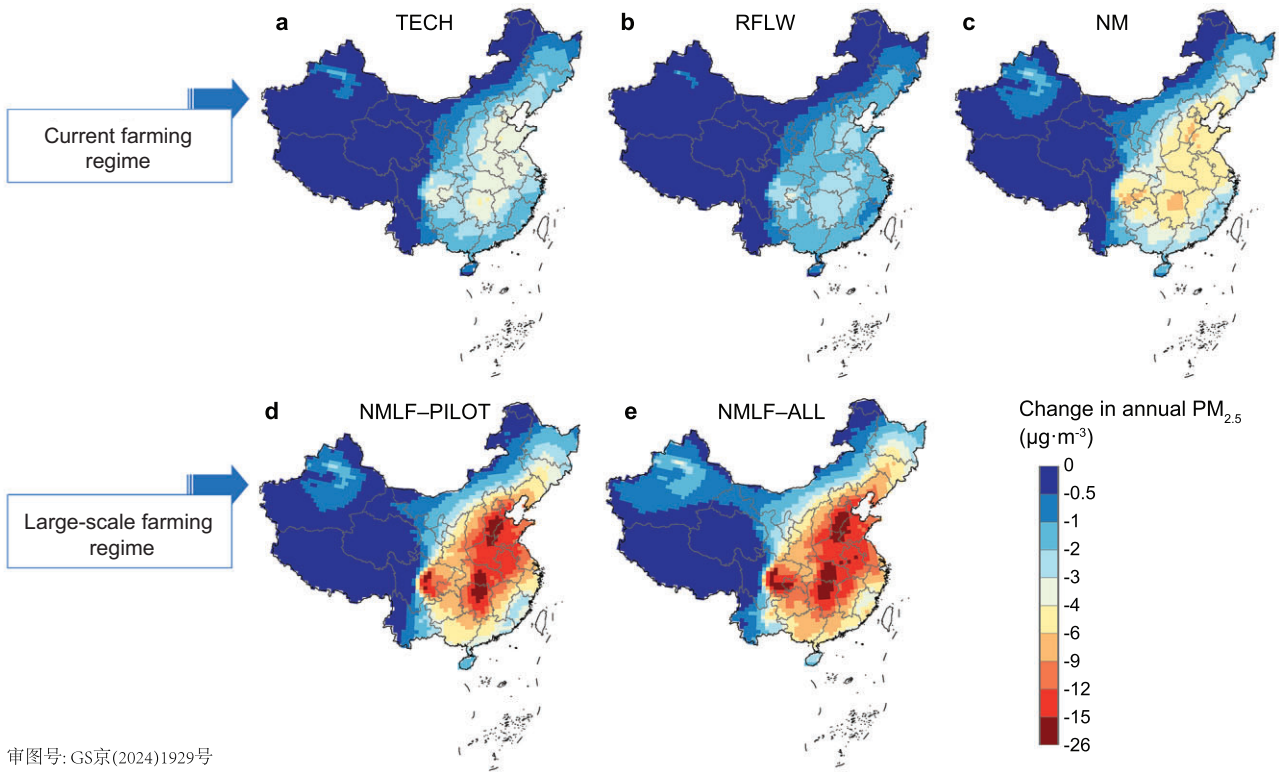 a TECH
b RFLW
c NM
Current farming
regime
d NMLF–PILOT
e NMLF–ALL
Large-scale farming
regime
Change in annual PM2.5
(µg·m-3)
0
-0.5
-1
-2
-3
-4
-6
-9
-12
-15
-26
审图号: GS京(2024)1929号